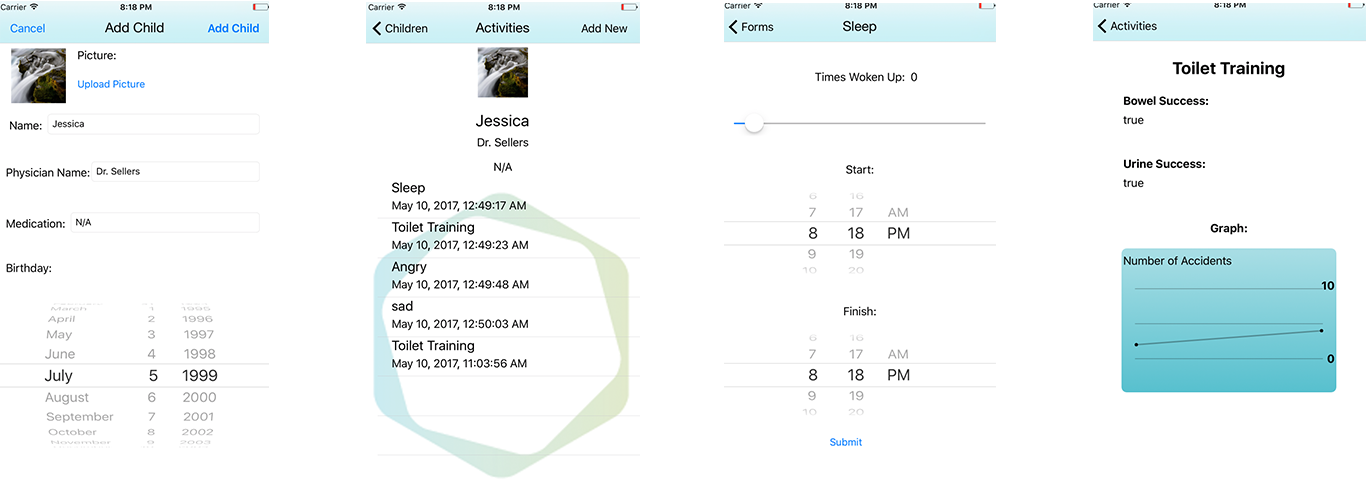 Carrier 8:18 PM
Cancel Add Child Add Child
Picture:
Upload Picture
Name: Jessica
Physician Name: Dr. Sellers
Medication: N/A
Birthday:
March 1 1995
April 2 1996
May 3 1997
June 4 1998
July 5 1999
August 6 2000
September 7 2001
October 8 2002
November 9 2003
Carrier 8:18 PM
Children Activities Add New
Jessica
Dr. Sellers
N/A
Sleep
May 10, 2017, 12:49:17 AM
Toilet Training
May 10, 2017, 12:49:23 AM
Angry
May 10, 2017, 12:49:48 AM
sad
May 10, 2017, 12:50:03 AM
Toilet Training
May 10, 2017, 11:03:56 AM
Carrier 8:18 PM
Forms Sleep
Times Woken Up: 0
Start:
6 16
7 17 AM
8 18 PM
9 19
10 20
Finish:
6 16
7 17 AM
8 18 PM
9 19
10 20
Submit
Carrier 8:18 PM
Activities
Toilet Training
Bowel Success:
true
Urine Success:
true
Graph:
Number of Accidents
10
0